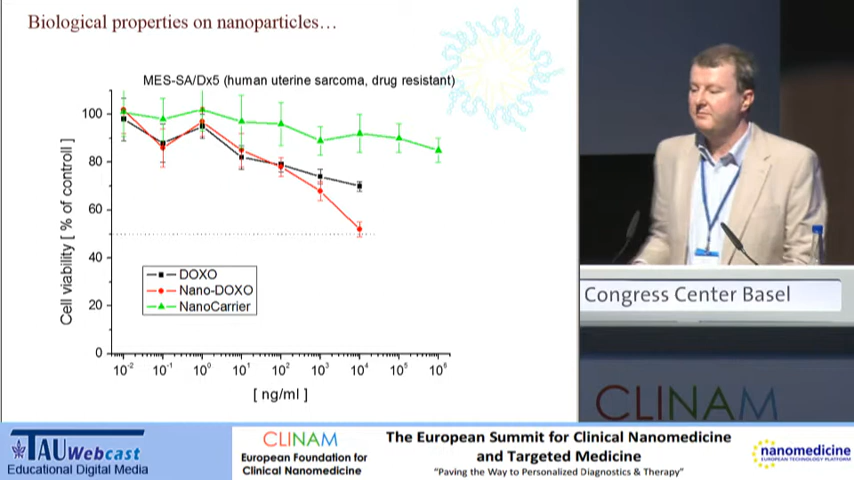 Biological properties on nanoparticles…
MES-SA/Dx5 (human uterine sarcoma, drug resistant)
Cell viability [ % of controll ]
100
80
60
40
20
0
DOXO
Nano-DOXO
NanoCarrier
10⁻² 10⁻¹ 10⁰ 10¹ 10² 10³ 10⁴ 10⁵ 10⁶
[ ng/ml ]
Congress Center Basel
CLINAM
TAU Webcast
Educational Digital Media
CLINAM
European Foundation for
Clinical Nanomedicine
The European Summit for Clinical Nanomedicine
and Targeted Medicine
"Paving the Way to Personalized Diagnostics & Therapy"
nanomedicine
EUROPEAN TECHNOLOGY PLATFORM